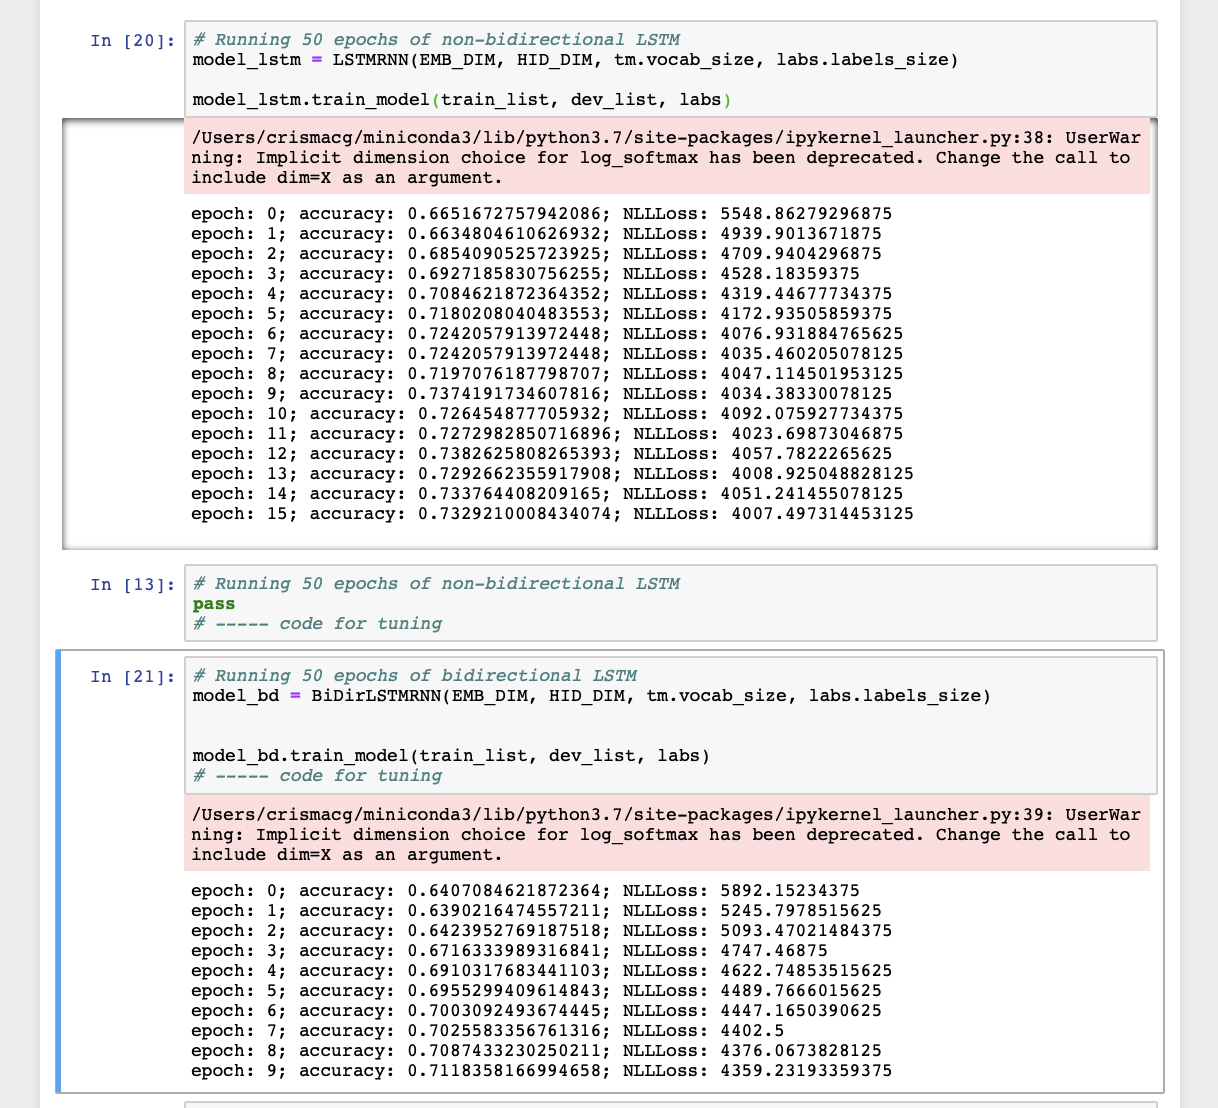 In [20]: # Running 50 epochs of non-bidirectional LSTM
model_lstm = LSTMRNN(EMB_DIM, HID_DIM, tm.vocab_size, labs.labels_size)
model_lstm.train_model(train_list, dev_list, labs)
/Users/crismacg/miniconda3/lib/python3.7/site-packages/ipykernel_launcher.py:38: UserWar
ning: Implicit dimension choice for log_softmax has been deprecated. Change the call to
include dim=X as an argument.
epoch: 0; accuracy: 0.6651672757942086; NLLLoss: 5548.86279296875
epoch: 1; accuracy: 0.6634804610626932; NLLLoss: 4939.9013671875
epoch: 2; accuracy: 0.6854090525723925; NLLLoss: 4709.9404296875
epoch: 3; accuracy: 0.6927185830756255; NLLLoss: 4528.18359375
epoch: 4; accuracy: 0.7084621872364352; NLLLoss: 4319.44677734375
epoch: 5; accuracy: 0.7180208040483553; NLLLoss: 4172.93505859375
epoch: 6; accuracy: 0.7242057913972448; NLLLoss: 4076.931884765625
epoch: 7; accuracy: 0.7242057913972448; NLLLoss: 4035.460205078125
epoch: 8; accuracy: 0.7197076187798707; NLLLoss: 4047.114501953125
epoch: 9; accuracy: 0.7374191734607816; NLLLoss: 4034.38330078125
epoch: 10; accuracy: 0.726454877705932; NLLLoss: 4092.075927734375
epoch: 11; accuracy: 0.7272982850716896; NLLLoss: 4023.69873046875
epoch: 12; accuracy: 0.7382625808265393; NLLLoss: 4057.7822265625
epoch: 13; accuracy: 0.7292662355917908; NLLLoss: 4008.925048828125
epoch: 14; accuracy: 0.733764408209165; NLLLoss: 4051.241455078125
epoch: 15; accuracy: 0.7329210008434074; NLLLoss: 4007.497314453125
In [13]: # Running 50 epochs of non-bidirectional LSTM
pass
# ----- code for tuning
In [21]: # Running 50 epochs of bidirectional LSTM
model_bd = BiDirLSTMRNN(EMB_DIM, HID_DIM, tm.vocab_size, labs.labels_size)
model_bd.train_model(train_list, dev_list, labs)
# ----- code for tuning
/Users/crismacg/miniconda3/lib/python3.7/site-packages/ipykernel_launcher.py:39: UserWar
ning: Implicit dimension choice for log_softmax has been deprecated. Change the call to
include dim=X as an argument.
epoch: 0; accuracy: 0.6407084621872364; NLLLoss: 5892.15234375
epoch: 1; accuracy: 0.6390216474557211; NLLLoss: 5245.7978515625
epoch: 2; accuracy: 0.6423952769187518; NLLLoss: 5093.47021484375
epoch: 3; accuracy: 0.6716333989316841; NLLLoss: 4747.46875
epoch: 4; accuracy: 0.6910317683441103; NLLLoss: 4622.74853515625
epoch: 5; accuracy: 0.6955299409614843; NLLLoss: 4489.7666015625
epoch: 6; accuracy: 0.7003092493674445; NLLLoss: 4447.1650390625
epoch: 7; accuracy: 0.7025583356761316; NLLLoss: 4402.5
epoch: 8; accuracy: 0.7087433230250211; NLLLoss: 4376.0673828125
epoch: 9; accuracy: 0.7118358166994658; NLLLoss: 4359.23193359375